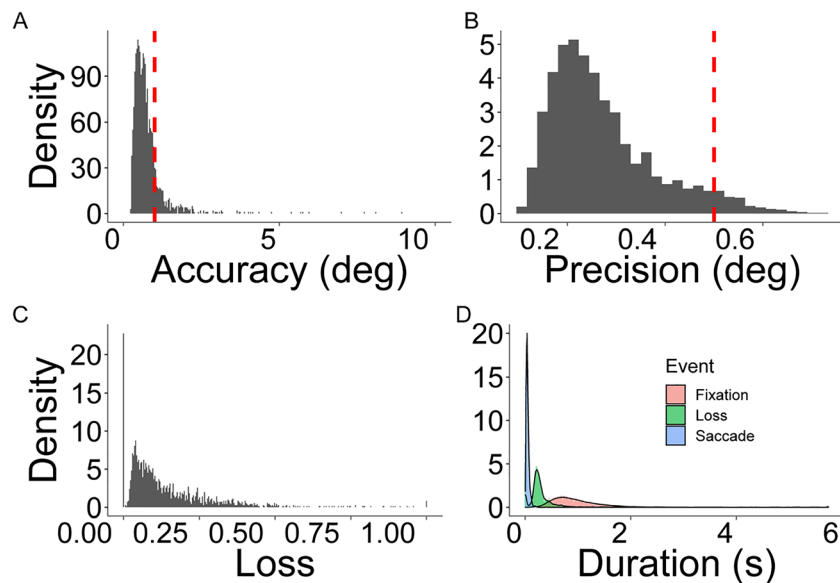 A
Density
90
60
30
0
0 5 10
Accuracy (deg)
B
5
4
3
2
1
0
0.2 0.4 0.6
Precision (deg)
C
Density
20
15
10
5
0
0.00 0.25 0.50 0.75 1.00
Loss
D
20
15
10
5
0
Event
Fixation
Loss
Saccade
0 2 4 6
Duration (s)